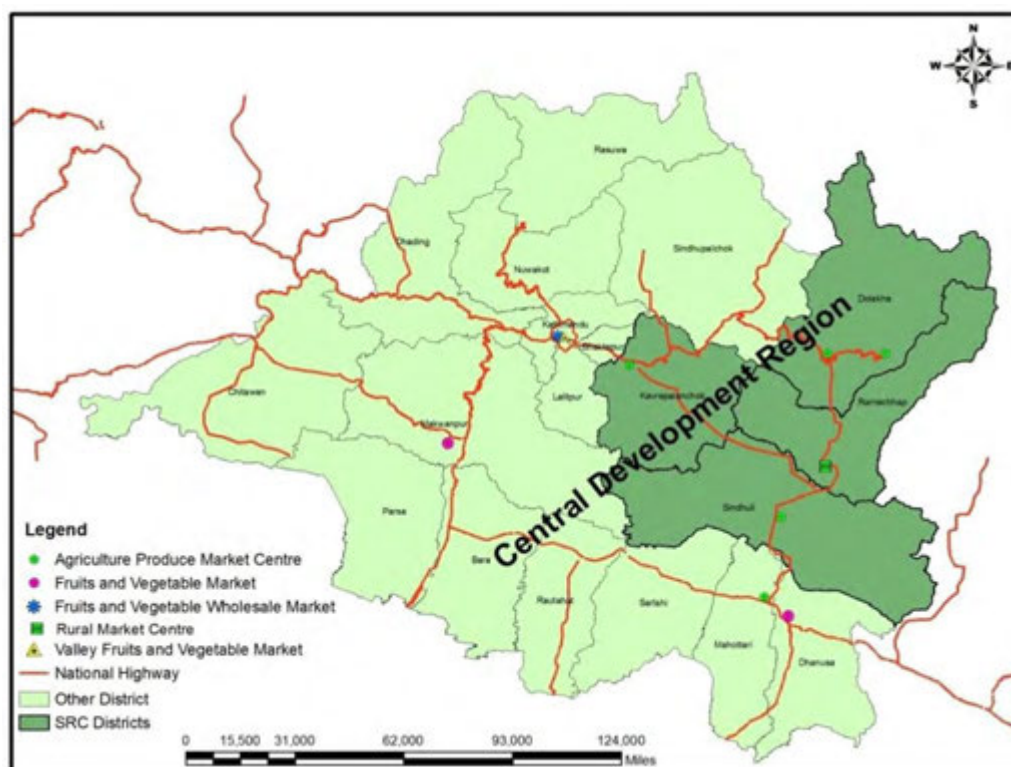 N
W E
S
Rasuwa
Dhading
Sindhupalchok
Nuwakot
Dolakha
Kathmandu
Lalitpur
Kavrepalanchok
Ramechhap
Chitawan
Makwanpur
Central Development Region
Sindhuli
Parsa
Bara
Rautahat
Sarlahi
Mahottari
Dhanusa
Legend
Agriculture Produce Market Centre
Fruits and Vegetable Market
Fruits and Vegetable Wholesale Market
Rural Market Centre
Valley Fruits and Vegetable Market
National Highway
Other District
SRC Districts
0 15,500 31,000 62,000 93,000 124,000
Miles